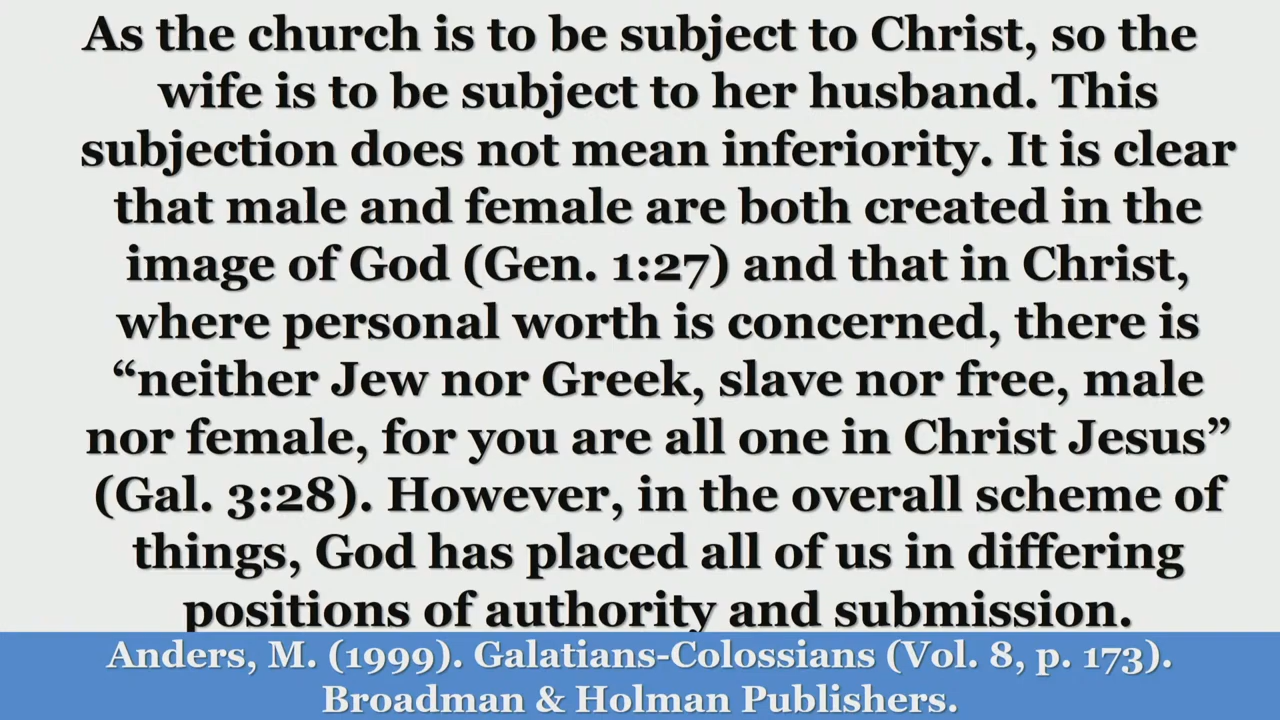 As the church is to be subject to Christ, so the
wife is to be subject to her husband. This
subjection does not mean inferiority. It is clear
that male and female are both created in the
image of God (Gen. 1:27) and that in Christ,
where personal worth is concerned, there is
“neither Jew nor Greek, slave nor free, male
nor female, for you are all one in Christ Jesus”
(Gal. 3:28). However, in the overall scheme of
things, God has placed all of us in differing
positions of authority and submission.
Anders, M. (1999). Galatians-Colossians (Vol. 8, p. 173).
Broadman & Holman Publishers.